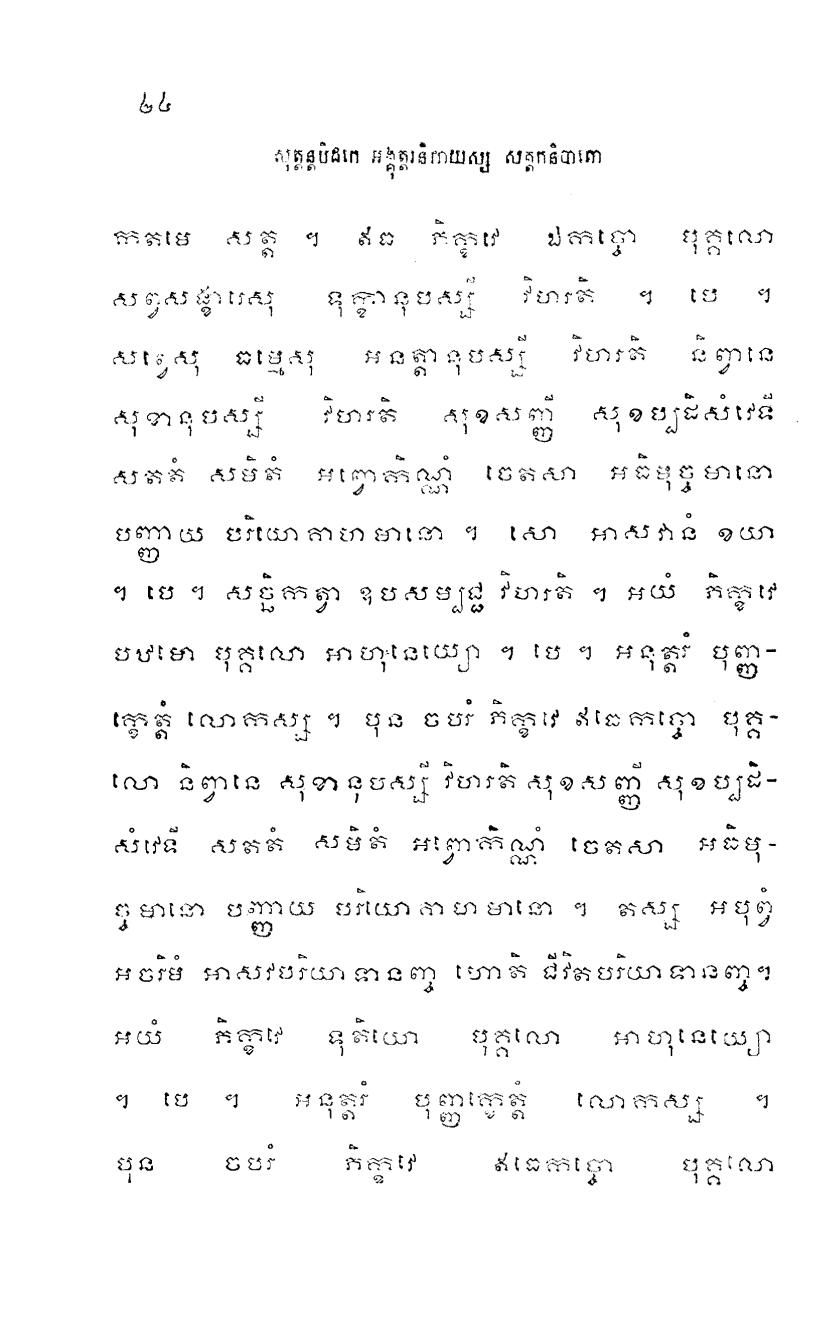 ២៤
សុត្តន្តបិដកេ អង្គុត្តរនិកាយស្ស សត្តកនិបាតោ
កតមេ សត្ត ។ ឥធ ភិក្ខវេ ឯកច្ចោ បុគ្គលោ
សព្វសង្ខារេសុ ទុក្ខានុបស្សី វិហរតិ ។ បេ ។
សព្វេសុ ធម្មេសុ អនត្តានុបស្សី វិហរតិ និព្វានេ
សុខានុបស្សី វិហរតិ សុខសញ្ញី សុខប្បដិសំវេទី
សតតំ សមិតំ អព្វោកិណ្ណំ ចេតសា អធិមុច្ចមានោ
បញ្ញាយ បរិយោគាហមានោ ។ សោ អាសវានំ ខយា
។ បេ ។ សច្ឆិកត្វា ឧបសម្បជ្ជ វិហរតិ ។ អយំ ភិក្ខវេ
បឋមោ បុគ្គលោ អាហុនេយ្យោ ។ បេ ។ អនុត្តរំ បុញ្ញ-
ក្ខេត្តំ លោកស្ស ។ បុន ចបរំ ភិក្ខវេ ឥធេកច្ចោ បុគ្គ-
លោ និព្វានេ សុខានុបស្សី វិហរតិ សុខសញ្ញី សុខប្បដិ-
សំវេទី សតតំ សមិតំ អព្វោកិណ្ណំ ចេតសា អធិមុ-
ច្ចមានោ បញ្ញាយ បរិយោគាហមានោ ។ តស្ស អបុព្វំ
អចរិមំ អាសវបរិយាទានញ្ច ហោតិ ជីវិតបរិយាទានញ្ច។
អយំ ភិក្ខវេ ទុតិយោ បុគ្គលោ អាហុនេយ្យោ
។ បេ ។ អនុត្តរំ បុញ្ញក្ខេត្តំ លោកស្ស ។
បុន ចបរំ ភិក្ខវេ ឥធេកច្ចោ បុគ្គលោ